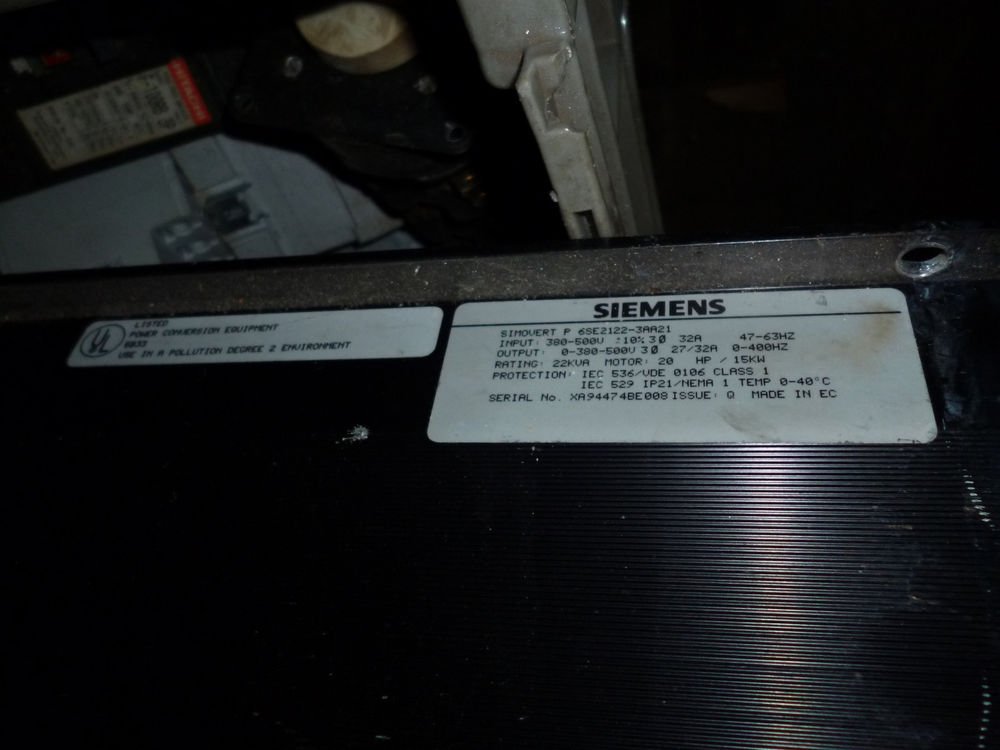 HITACHI
LISTED
POWER CONVERSION EQUIPMENT
6933
USE IN A POLLUTION DEGREE 2 ENVIRONMENT
UL
SIEMENS
SIMOVERT P 6SE2122-3AA21
INPUT: 380-500V ±10% 3Ø 32A 47-63HZ
OUTPUT: 0-380-500V 3Ø 27/32A 0-400HZ
RATING: 22KVA MOTOR: 20 HP / 15KW
PROTECTION: IEC 536/VDE 0106 CLASS 1
IEC 529 IP21/NEMA 1 TEMP 0-40°C
SERIAL No. XA94474BE008 ISSUE: Q MADE IN EC